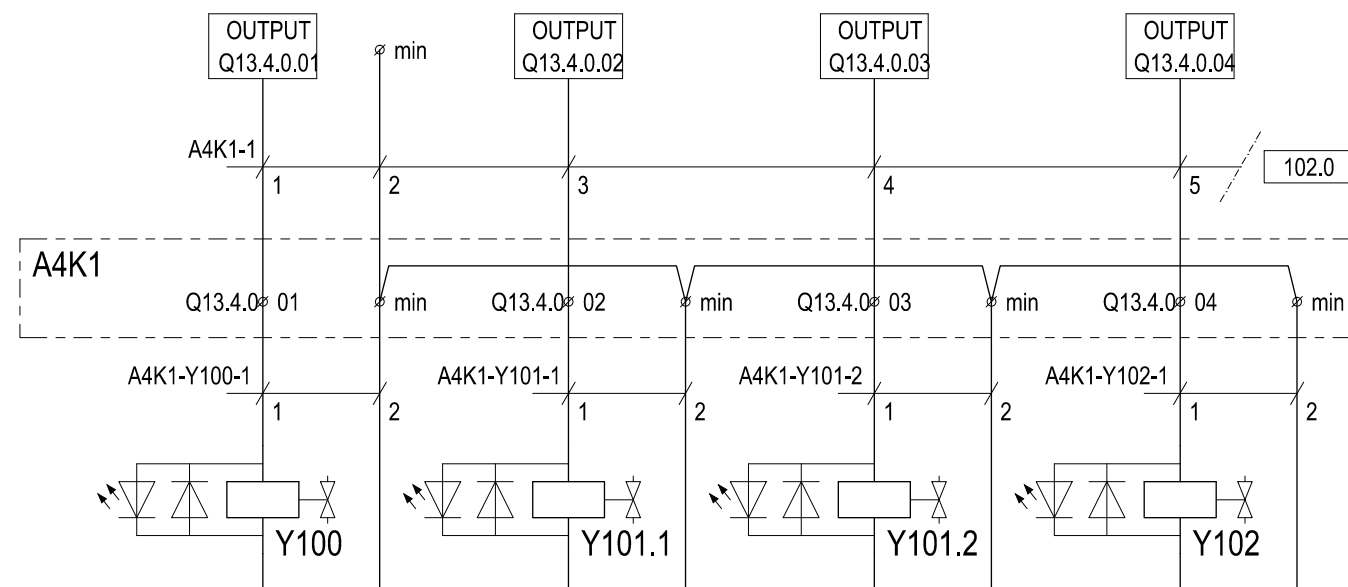 OUTPUT
Q13.4.0.01
min
OUTPUT
Q13.4.0.02
OUTPUT
Q13.4.0.03
OUTPUT
Q13.4.0.04
A4K1-1
1
2
3
4
5
102.0
A4K1
Q13.4.0 01
min
Q13.4.0 02
min
Q13.4.0 03
min
Q13.4.0 04
min
A4K1-Y100-1
1
2
A4K1-Y101-1
1
2
A4K1-Y101-2
1
2
A4K1-Y102-1
1
2
Y100
Y101.1
Y101.2
Y102